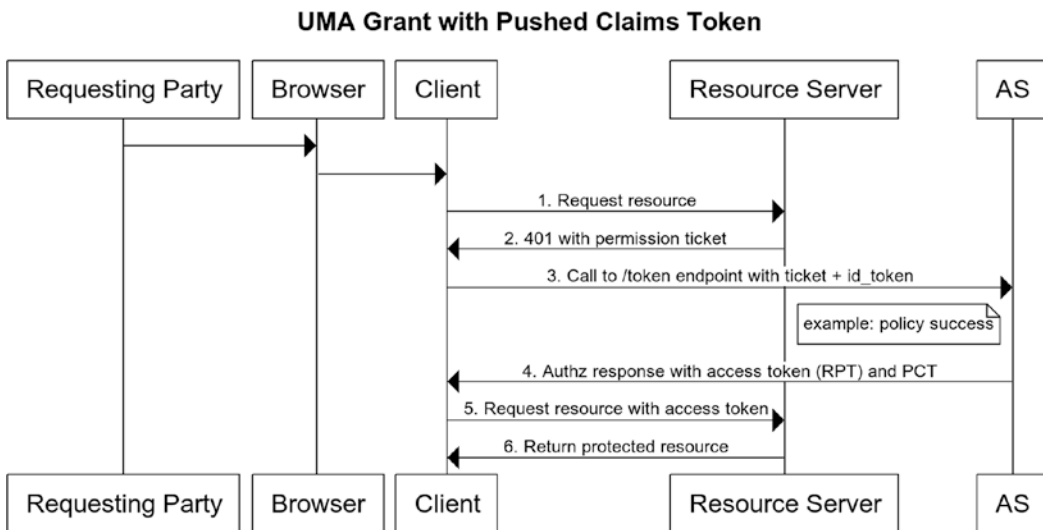 UMA Grant with Pushed Claims Token
Requesting Party
Browser
Client
Resource Server
AS
1. Request resource
2. 401 with permission ticket
3. Call to /token endpoint with ticket + id_token
example: policy success
4. Authz response with access token (RPT) and PCT
5. Request resource with access token
6. Return protected resource
Requesting Party
Browser
Client
Resource Server
AS